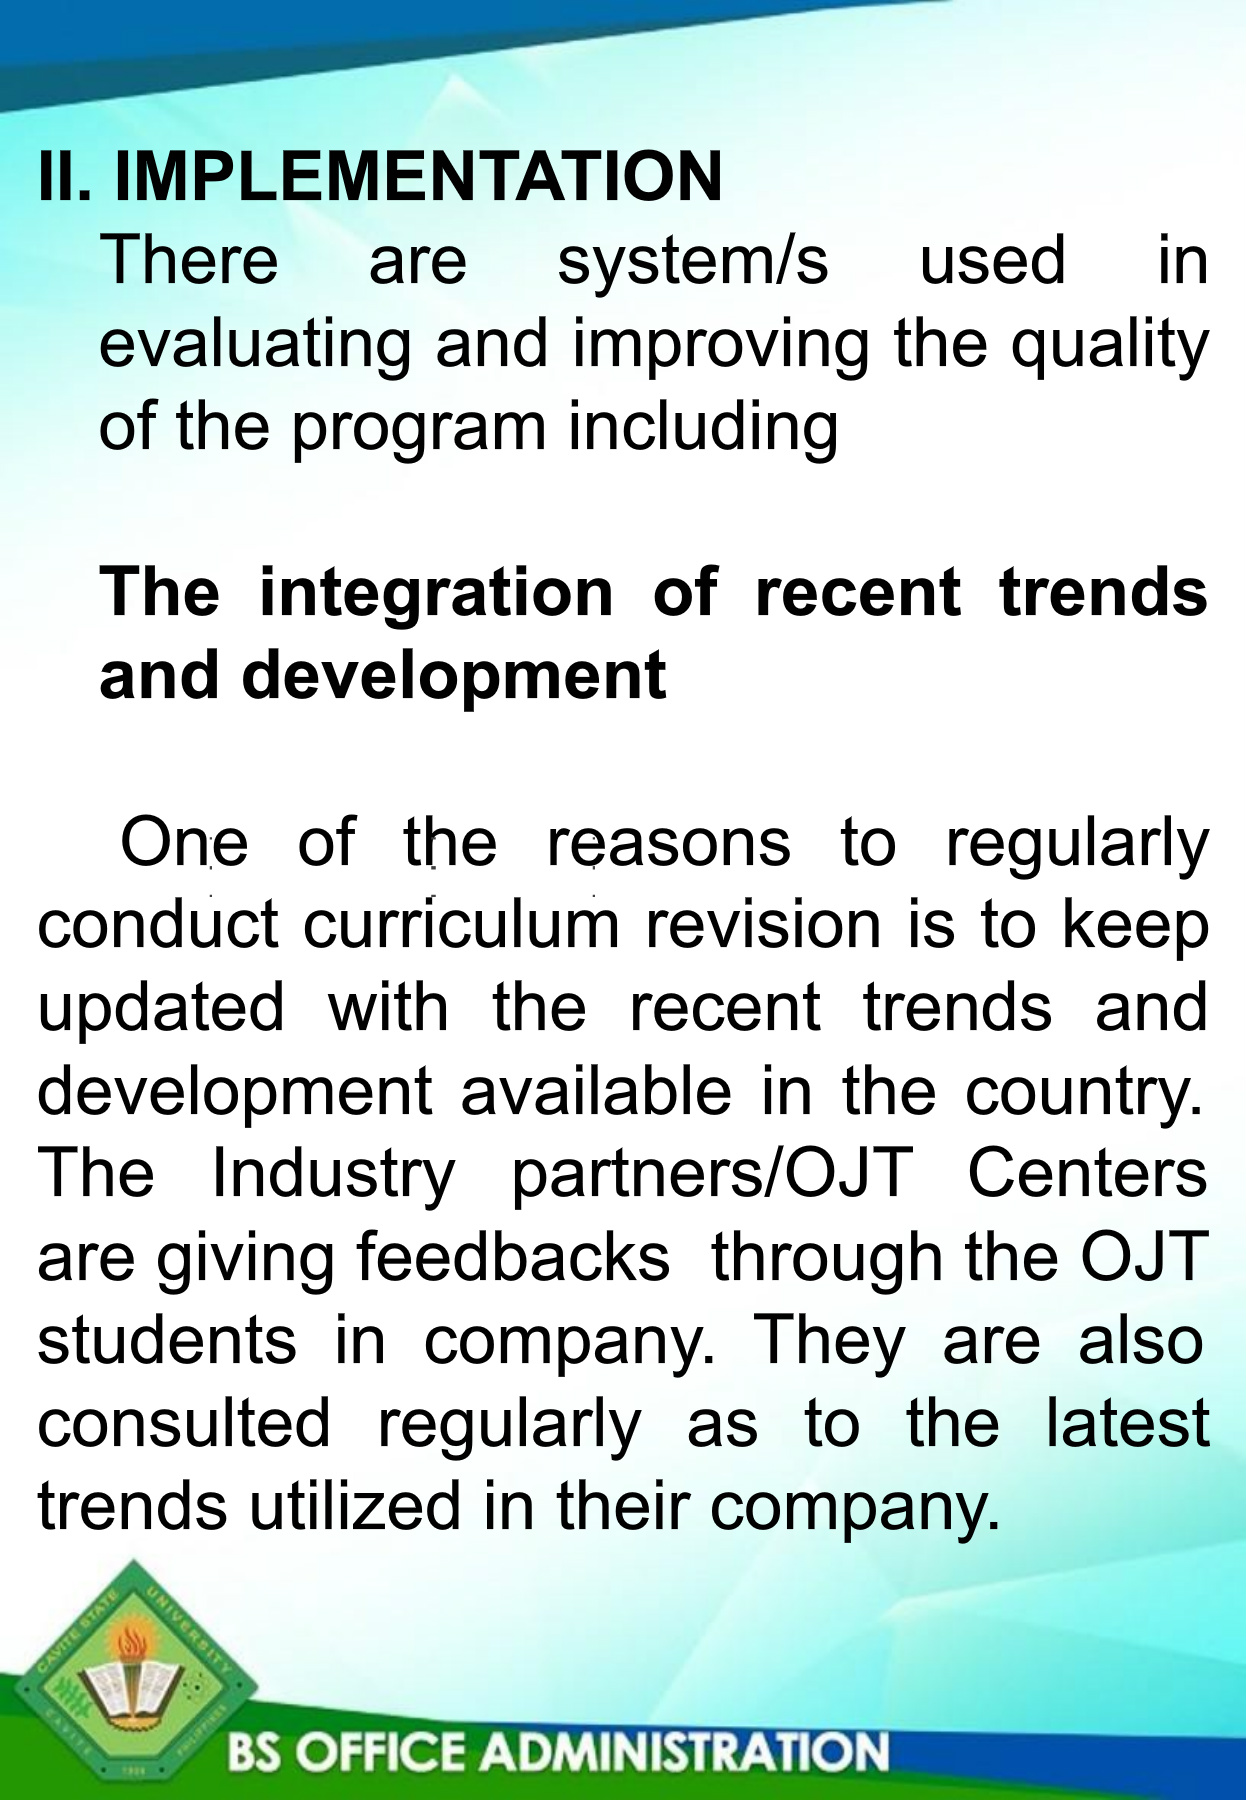 II. IMPLEMENTATION
There are system/s used in
evaluating and improving the quality
of the program including
The integration of recent trends
and development
One of the reasons to regularly
conduct curriculum revision is to keep
updated with the recent trends and
development available in the country.
The Industry partners/OJT Centers
are giving feedbacks through the OJT
students in company. They are also
consulted regularly as to the latest
trends utilized in their company.
CAVITE STATE UNIVERSITY
CAVITE PHILIPPINES
1906
BS OFFICE ADMINISTRATION